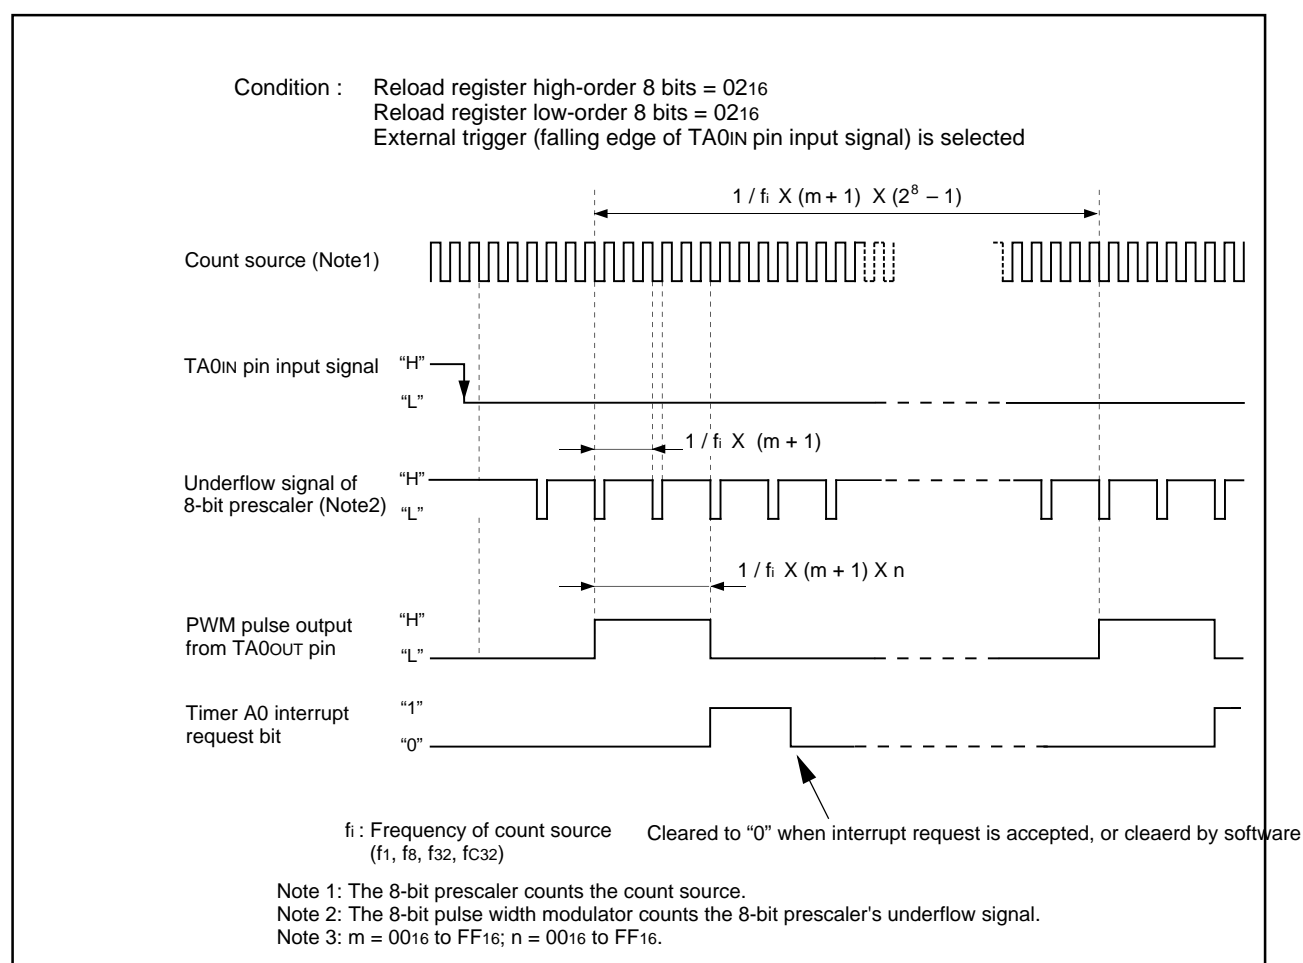 Condition : Reload register high-order 8 bits = 0216
Reload register low-order 8 bits = 0216
External trigger (falling edge of TA0IN pin input signal) is selected
1 / fi X (m + 1) X (2^8 – 1)
Count source (Note1)
TA0IN pin input signal
“H”
“L”
1 / fi X (m + 1)
Underflow signal of
8-bit prescaler (Note2)
“H”
“L”
1 / fi X (m + 1) X n
PWM pulse output
from TA0OUT pin
“H”
“L”
Timer A0 interrupt
request bit
“1”
“0”
fi : Frequency of count source
(f1, f8, f32, fC32)
Cleared to “0” when interrupt request is accepted, or cleaerd by software
Note 1: The 8-bit prescaler counts the count source.
Note 2: The 8-bit pulse width modulator counts the 8-bit prescaler's underflow signal.
Note 3: m = 0016 to FF16; n = 0016 to FF16.